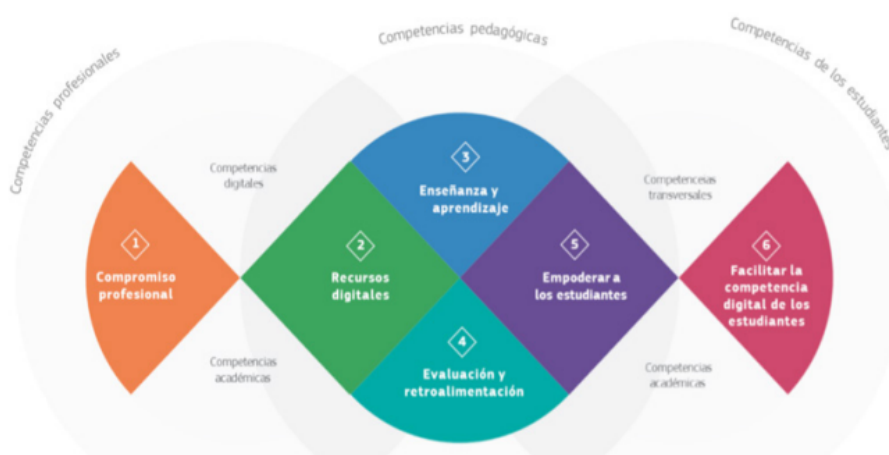 Competencias profesionales
Competencias pedagógicas
Competencias de los estudiantes
Competencias
digitales
Competencias
académicas
1
Compromiso
profesional
2
Recursos
digitales
3
Enseñanza y
aprendizaje
4
Evaluación y
retroalimentación
5
Empoderar a
los estudiantes
Competenceias
transversales
Competencias
académicas
6
Facilitar la
competencia
digital de los
estudiantes